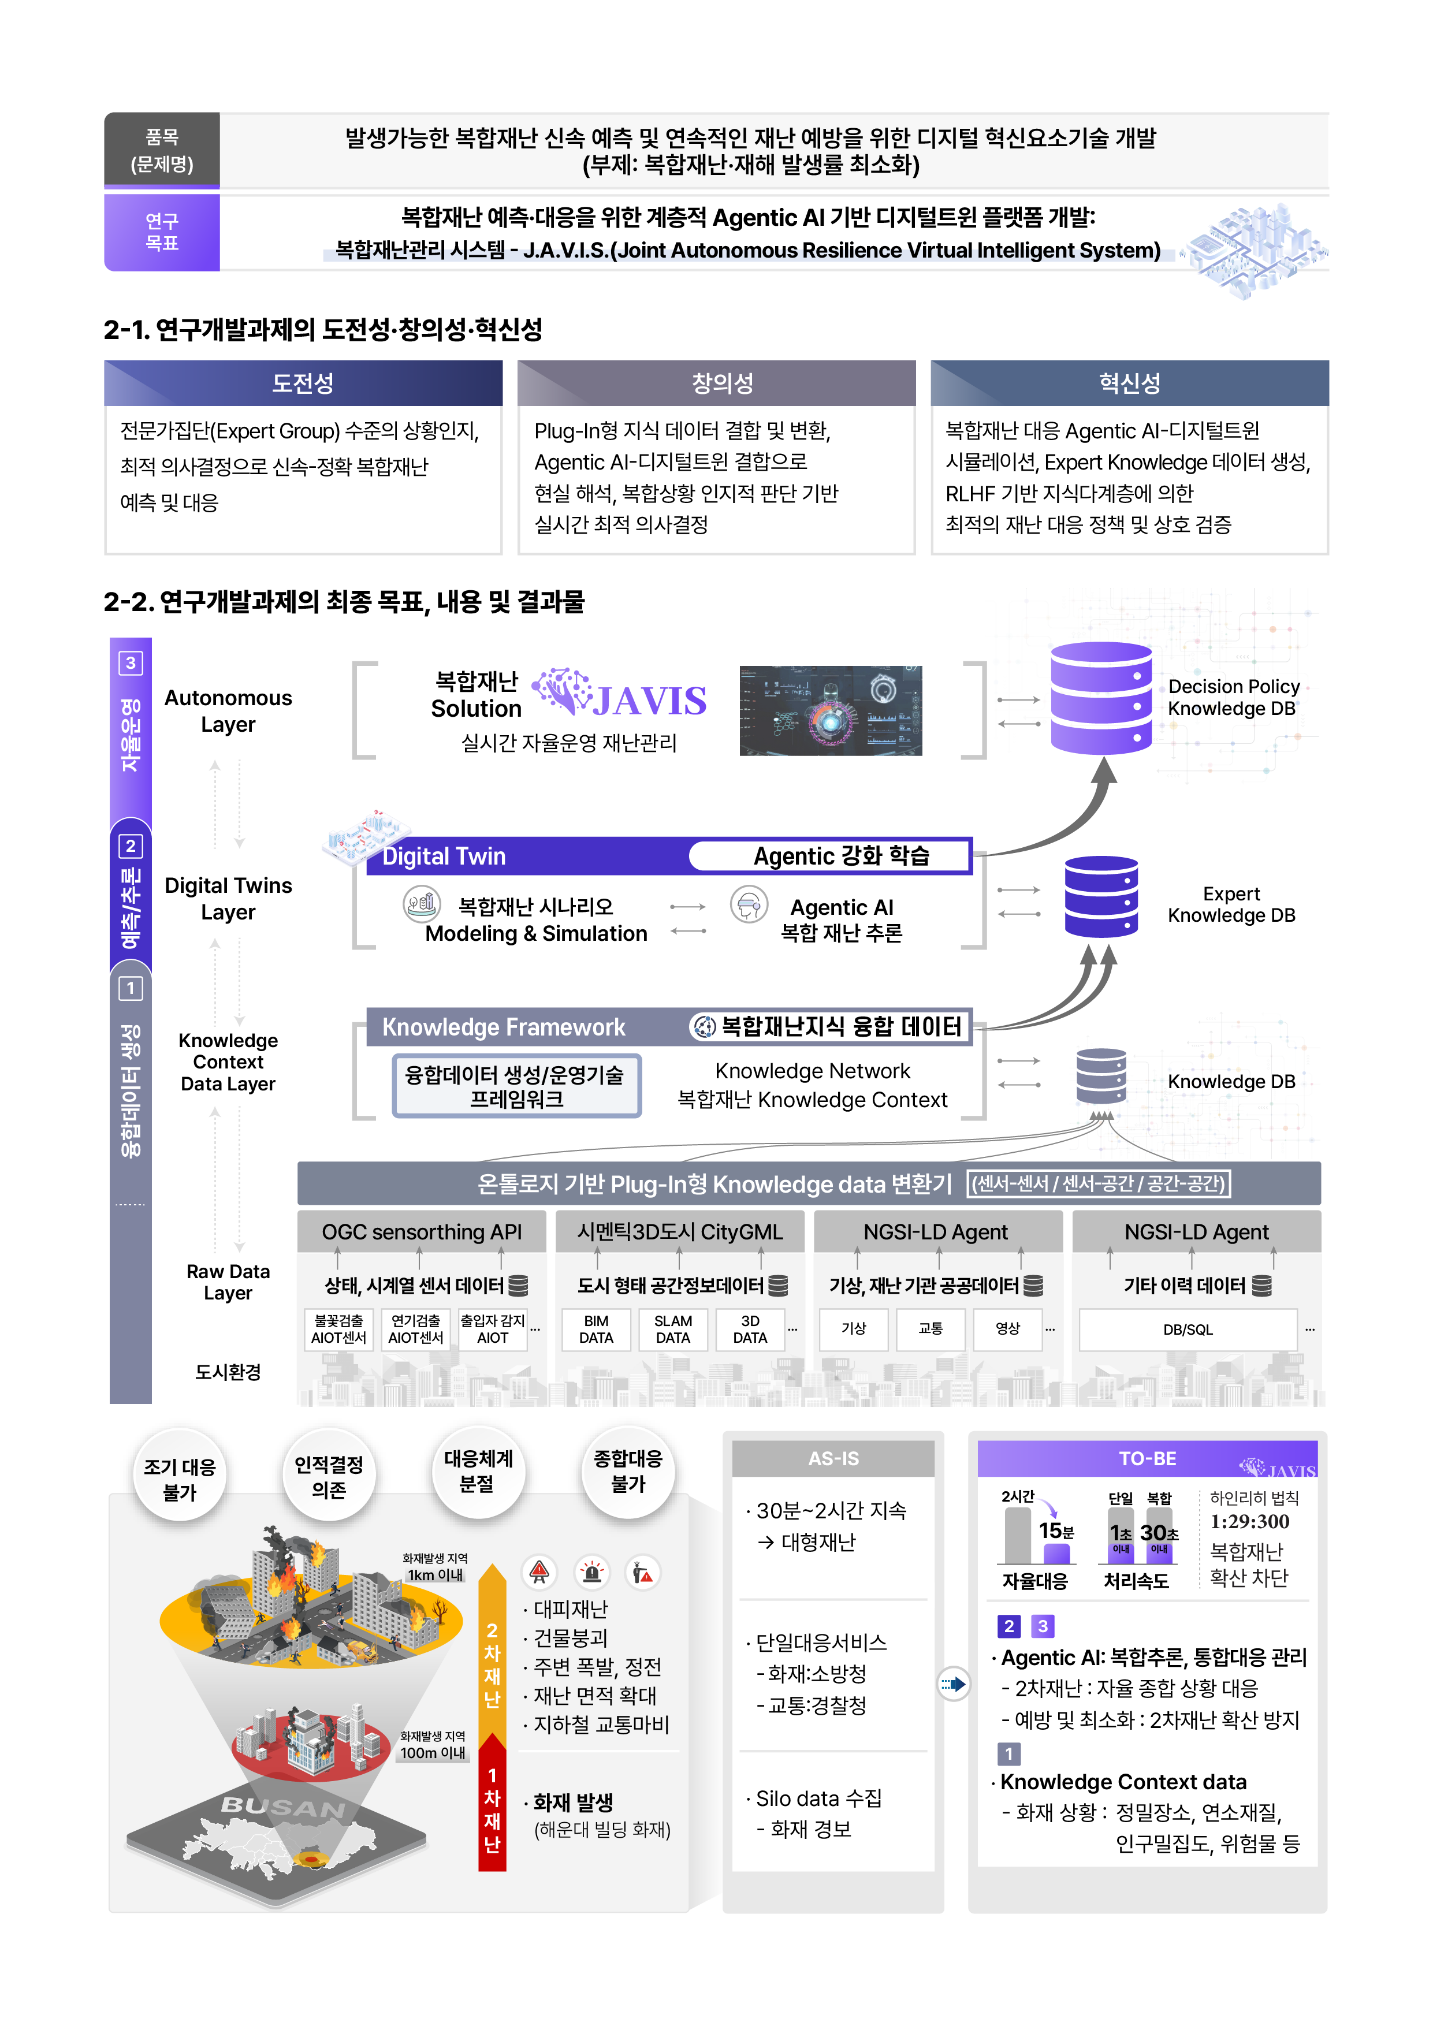 품목
(문제명)
발생가능한 복합재난 신속 예측 및 연속적인 재난 예방을 위한 디지털 혁신요소기술 개발
(부제: 복합재난·재해 발생률 최소화)
연구
목표
복합재난 예측·대응을 위한 계층적 Agentic AI 기반 디지털트윈 플랫폼 개발:
복합재난관리 시스템 - J.A.V.I.S.(Joint Autonomous Resilience Virtual Intelligent System)
2-1. 연구개발과제의 도전성·창의성·혁신성
도전성
전문가집단(Expert Group) 수준의 상황인지,
최적 의사결정으로 신속-정확 복합재난
예측 및 대응
창의성
Plug-In형 지식 데이터 결합 및 변환,
Agentic AI-디지털트윈 결합으로
현실 해석, 복합상황 인지적 판단 기반
실시간 최적 의사결정
혁신성
복합재난 대응 Agentic AI-디지털트윈
시뮬레이션, Expert Knowledge 데이터 생성,
RLHF 기반 지식다계층에 의한
최적의 재난 대응 정책 및 상호 검증
2-2. 연구개발과제의 최종 목표, 내용 및 결과물
3
자율운영
Autonomous
Layer
복합재난
Solution
JAVIS
실시간 자율운영 재난관리
Decision Policy
Knowledge DB
2
예측/추론
Digital Twins
Layer
Digital Twin
Agentic 강화 학습
복합재난 시나리오
Modeling & Simulation
Agentic AI
복합 재난 추론
Expert
Knowledge DB
1
융합데이터 생성
Knowledge
Context
Data Layer
Knowledge Framework
복합재난지식 융합 데이터
융합데이터 생성/운영기술
프레임워크
Knowledge Network
복합재난 Knowledge Context
Knowledge DB
온톨로지 기반 Plug-In형 Knowledge data 변환기 (센서-센서 / 센서-공간 / 공간-공간)
Raw Data
Layer
도시환경
OGC sensorthing API
상태, 시계열 센서 데이터
불꽃검출
AIOT센서
연기검출
AIOT센서
출입자 감지
AIOT
...
시멘틱3D도시 CityGML
도시 형태 공간정보데이터
BIM
DATA
SLAM
DATA
3D
DATA
...
NGSI-LD Agent
기상, 재난 기관 공공데이터
기상
교통
영상
...
NGSI-LD Agent
기타 이력 데이터
DB/SQL
...
조기 대응
불가
인적결정
의존
대응체계
분절
종합대응
불가
화재발생 지역
1km 이내
화재발생 지역
100m 이내
BUSAN
2차재난
· 대피재난
· 건물붕괴
· 주변 폭발, 정전
· 재난 면적 확대
· 지하철 교통마비
1차재난
· 화재 발생
(해운대 빌딩 화재)
AS-IS
· 30분~2시간 지속
→ 대형재난
· 단일대응서비스
- 화재:소방청
- 교통:경찰청
· Silo data 수집
- 화재 경보
TO-BE
JAVIS
2시간
15분
자율대응
단일
복합
1초
이내
30초
이내
처리속도
하인리히 법칙
1:29:300
복합재난
확산 차단
2 3
· Agentic AI: 복합추론, 통합대응 관리
- 2차재난 : 자율 종합 상황 대응
- 예방 및 최소화 : 2차재난 확산 방지
1
· Knowledge Context data
- 화재 상황 : 정밀장소, 연소재질,
인구밀집도, 위험물 등